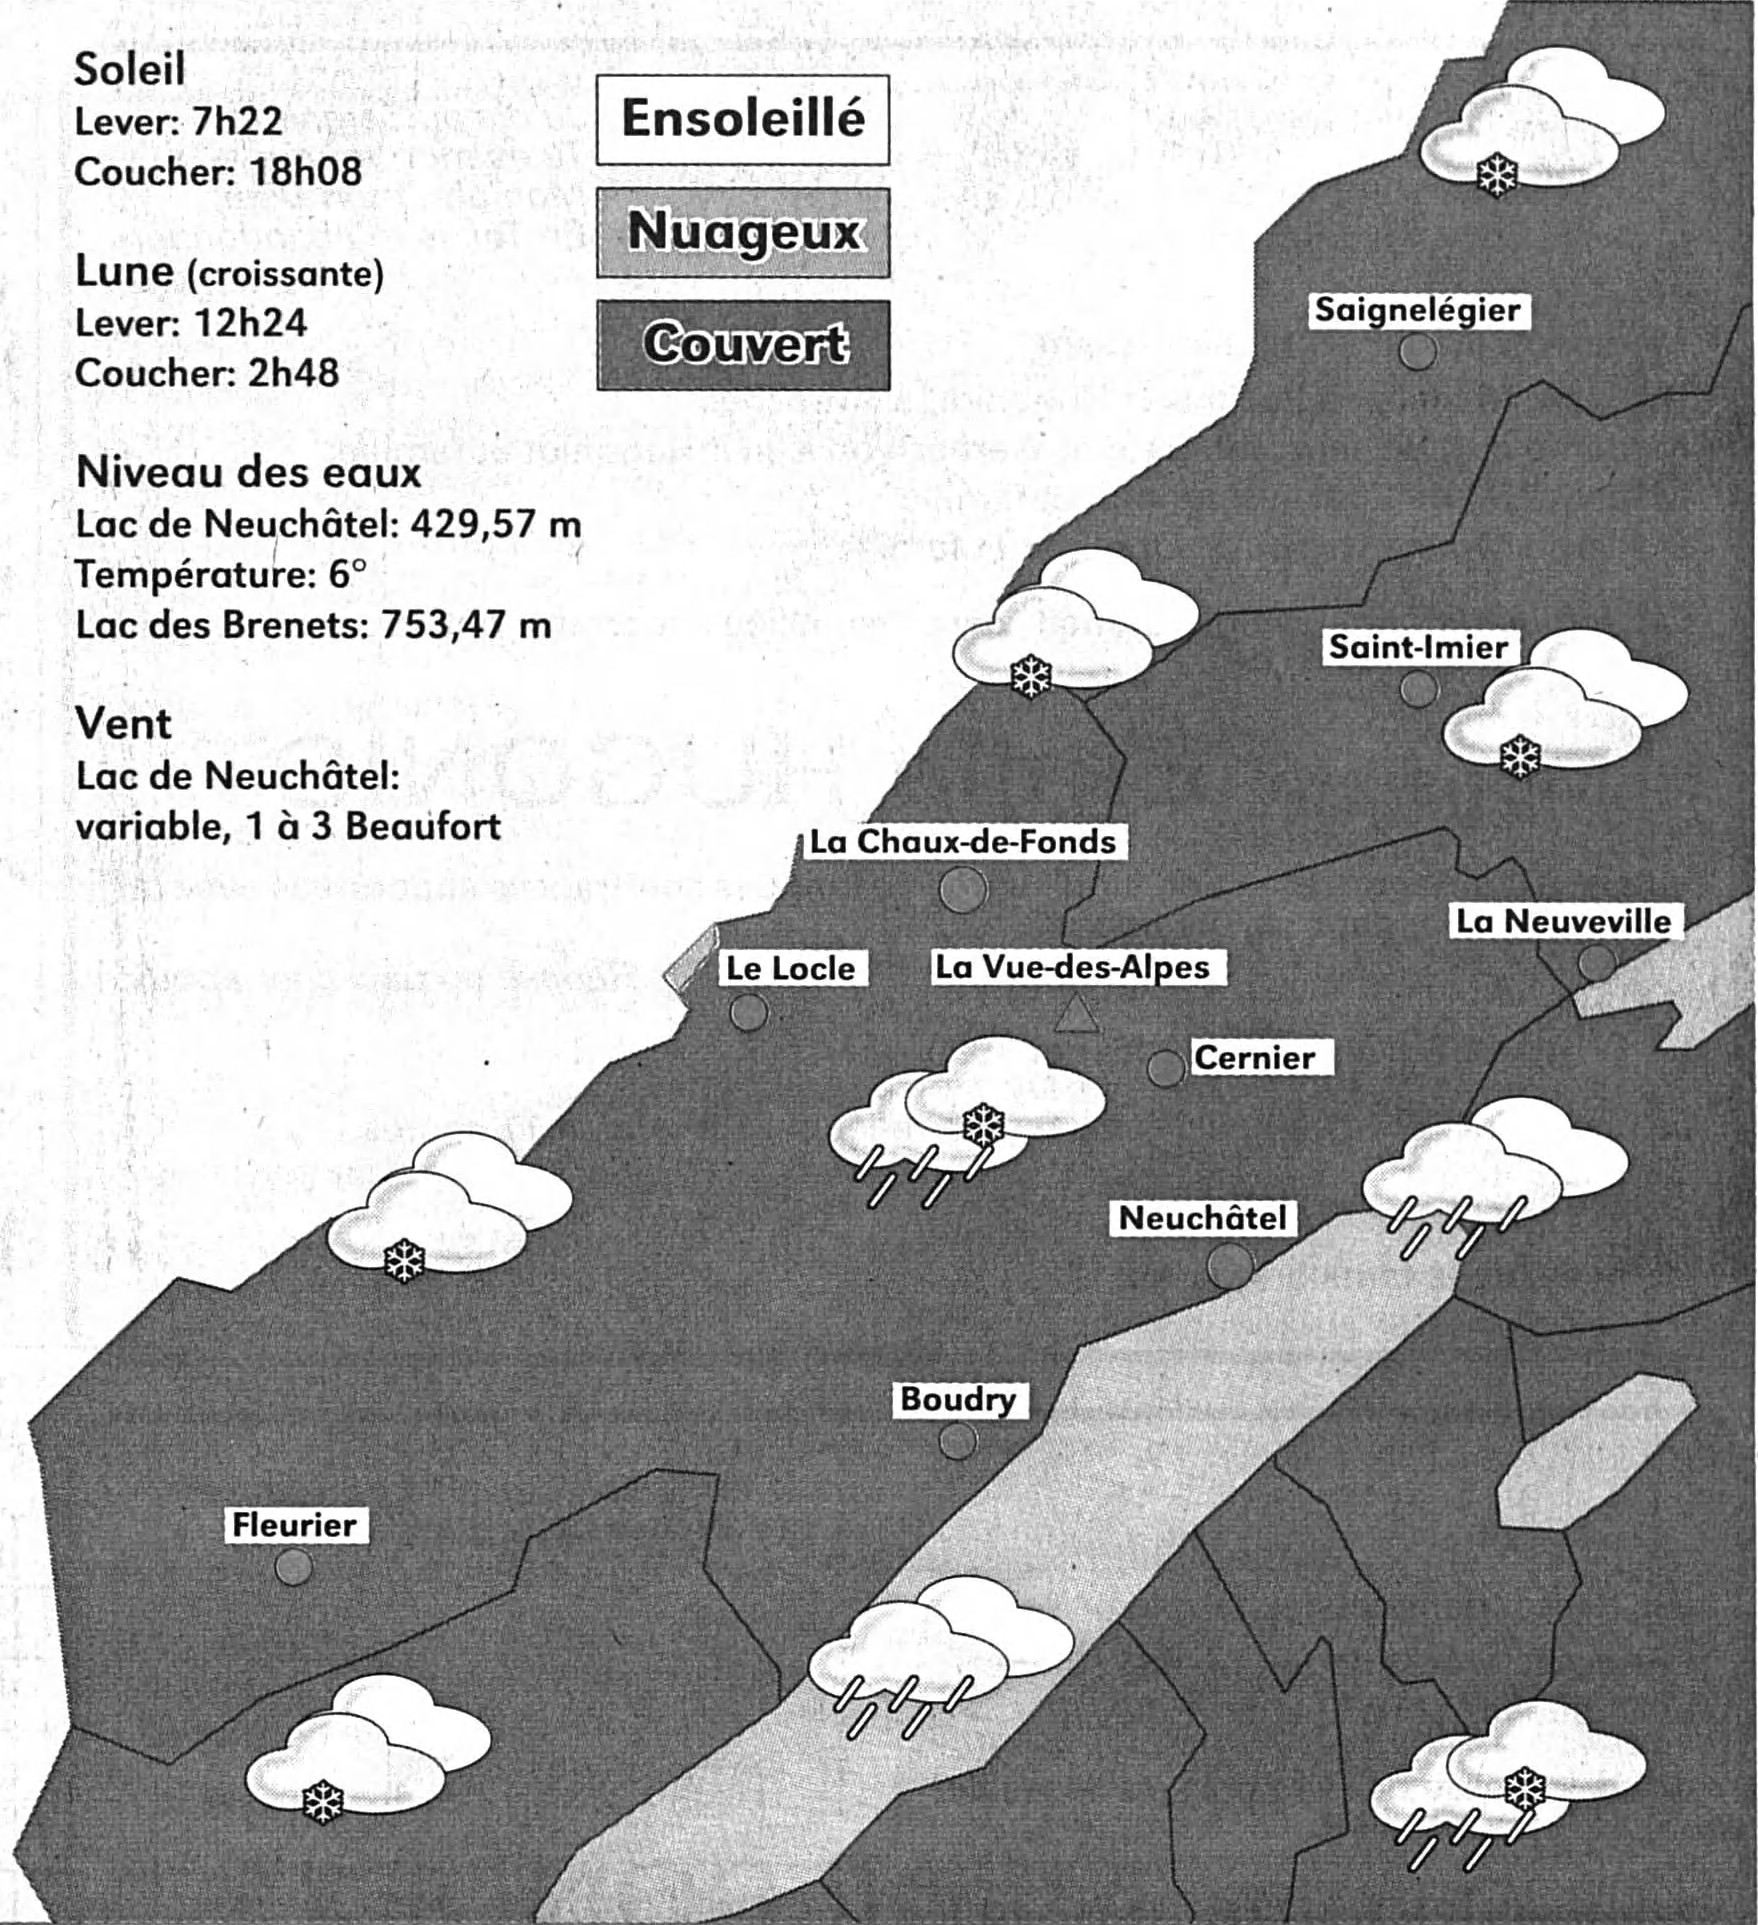 Soleil
Lever: 7h22
Coucher: 18h08
Lune (croissante)
Lever: 12h24
Coucher: 2h48
Niveau des eaux
Lac de Neuchâtel: 429,57 m
Température: 6°
Lac des Brenets: 753,47 m
Vent
Lac de Neuchâtel:
variable, 1 à 3 Beaufort
Ensoleillé
Nuageux
Couvert
Saignelégier
Saint-Imier
La Chaux-de-Fonds
La Neuveville
Le Locle
La Vue-des-Alpes
Cernier
Neuchâtel
Boudry
Fleurier